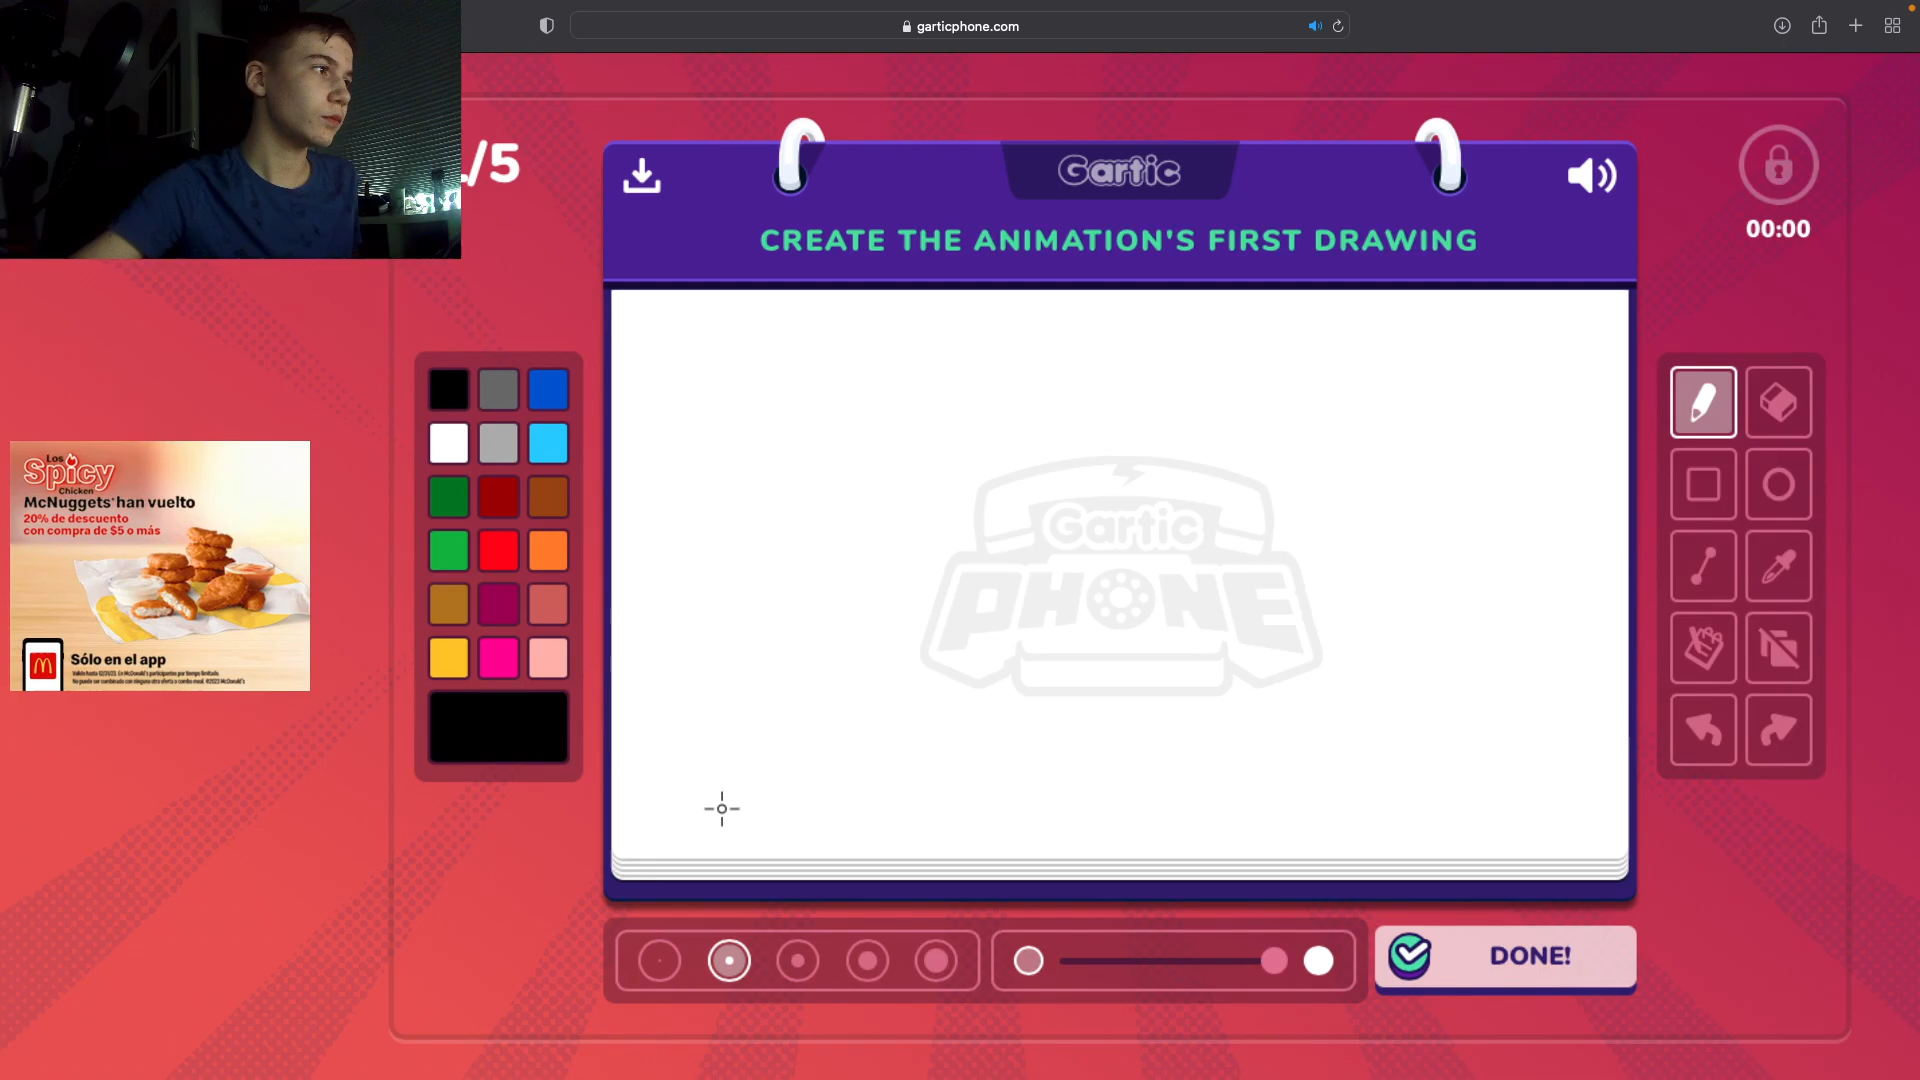 garticphone.com
./5
Gartic
00:00
CREATE THE ANIMATION'S FIRST DRAWING
Los
Spicy
Chicken
McNuggets® han vuelto
20% de descuento
con compra de $5 o más
Sólo en el app
Gartic
PHONE
DONE!